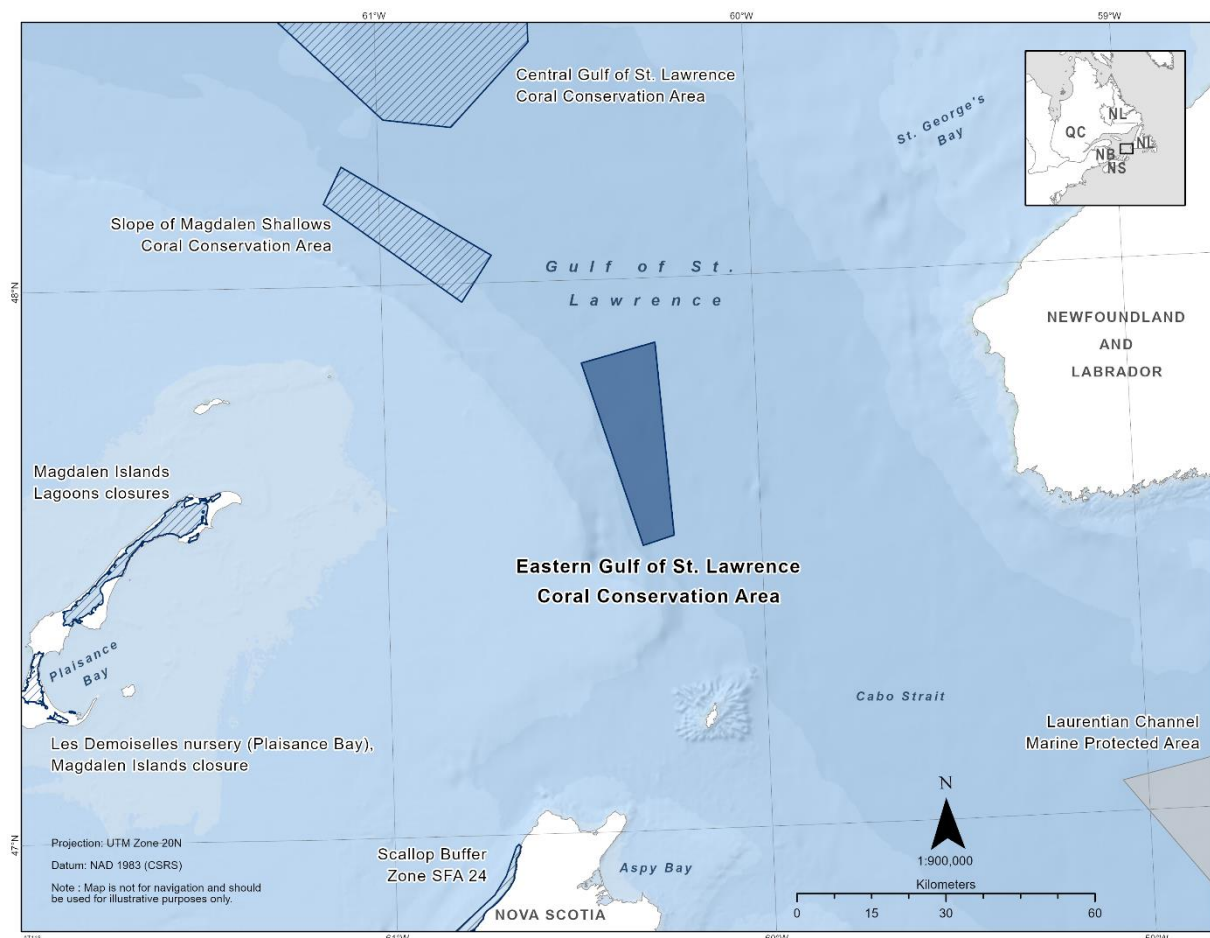 61°W
60°W
59°W
Central Gulf of St. Lawrence
Coral Conservation Area
St. George's
Bay
NL
QC
NL
NB
NS
Slope of Magdalen Shallows
Coral Conservation Area
Gulf of St.
Lawrence
48°N
NEWFOUNDLAND
AND
LABRADOR
Magdalen Islands
Lagoons closures
Eastern Gulf of St. Lawrence
Coral Conservation Area
Plaisance
Bay
Cabo Strait
Laurentian Channel
Marine Protected Area
Les Demoiselles nursery (Plaisance Bay),
Magdalen Islands closure
N
47°N
Projection: UTM Zone 20N
Datum: NAD 1983 (CSRS)
Note : Map is not for navigation and should
be used for illustrative purposes only.
Scallop Buffer
Zone SFA 24
Aspy Bay
NOVA SCOTIA
1:900,000
Kilometers
0 15 30 60
61°W
60°W
59°W